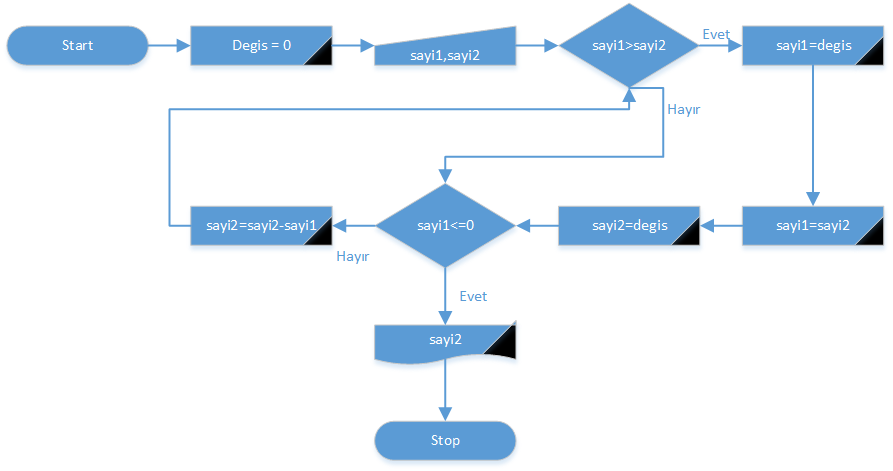 Start
Degis = 0
sayi1,sayi2
sayi1>sayi2
Evet
sayi1=degis
Hayır
sayi2=sayi2-sayi1
Hayır
sayi1<=0
sayi2=degis
sayi1=sayi2
Evet
sayi2
Stop